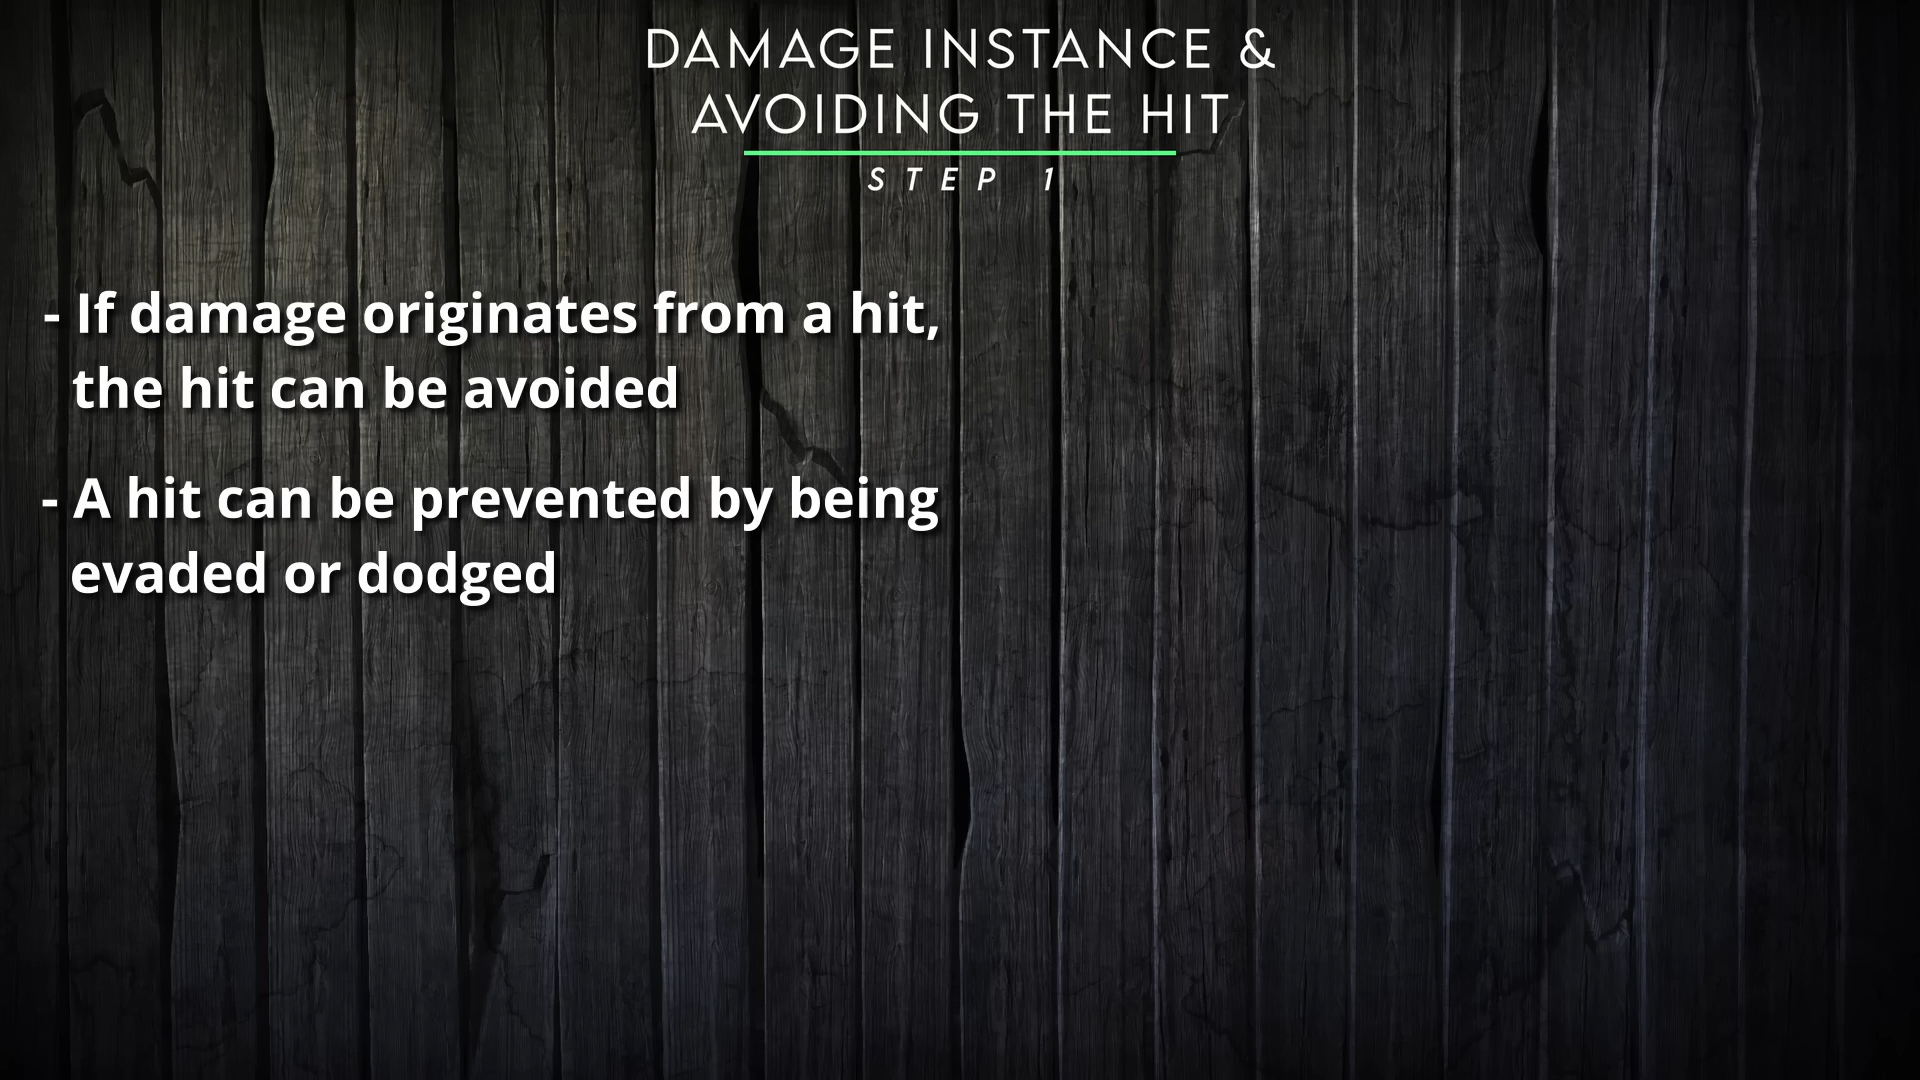 DAMAGE INSTANCE &
AVOIDING THE HIT
STEP 1
- If damage originates from a hit,
the hit can be avoided
- A hit can be prevented by being
evaded or dodged